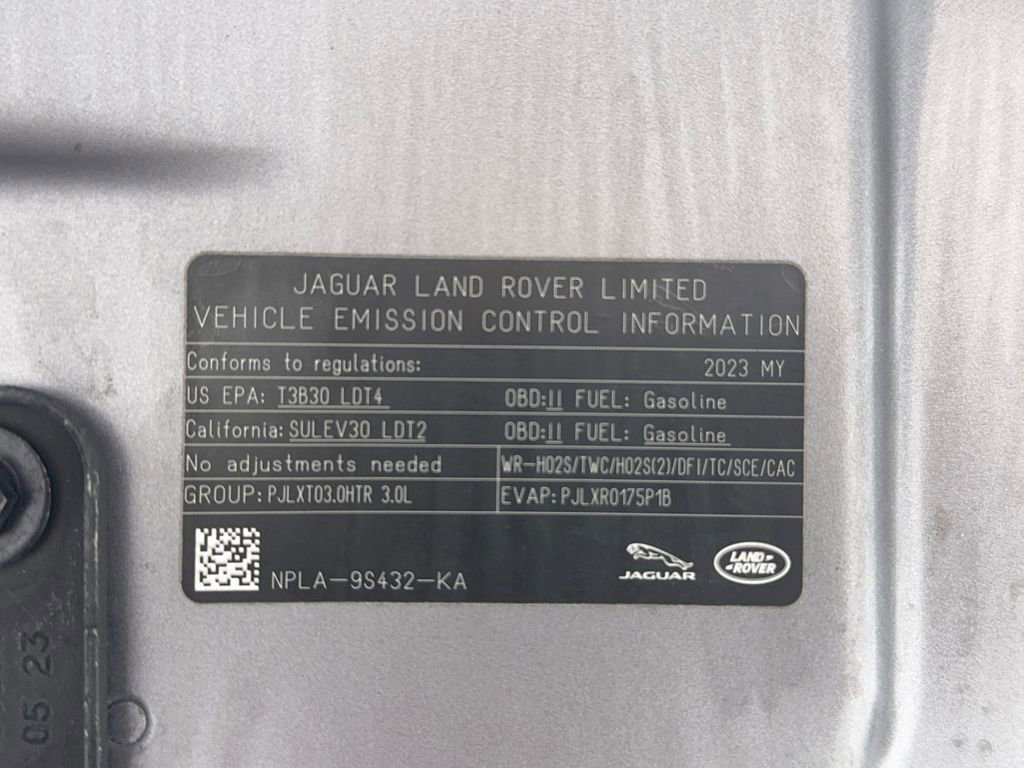 JAGUAR LAND ROVER LIMITED
VEHICLE EMISSION CONTROL INFORMATION
Conforms to regulations: 2023 MY
US EPA: T3B30 LDT4 OBD:II FUEL: Gasoline
California: SULEV30 LDT2 OBD:II FUEL: Gasoline
No adjustments needed WR-HO2S/TWC/HO2S(2)/DFI/TC/SCE/CAC
GROUP: PJLXT03.0HTR 3.0L EVAP: PJLXR0175P1B
NPLA-9S432-KA
JAGUAR
LAND-
-ROVER
05 23